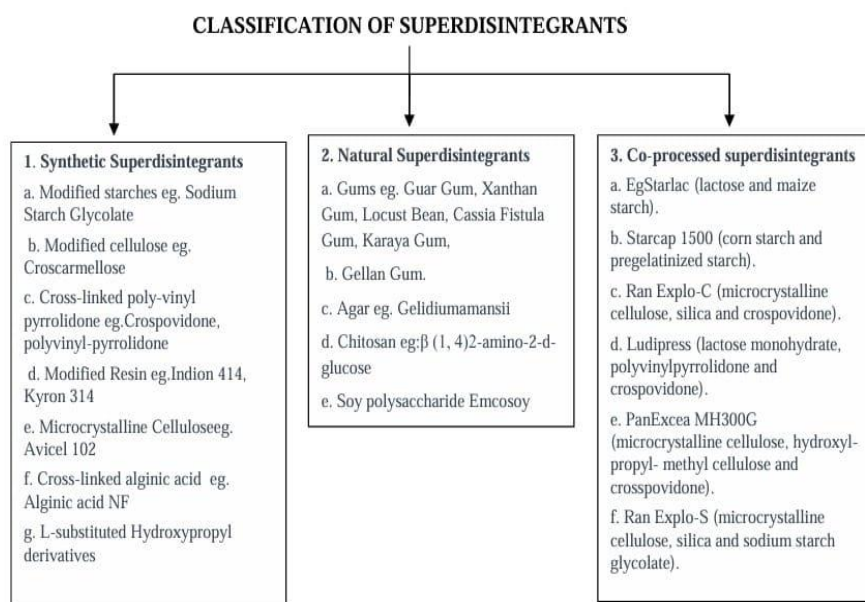 CLASSIFICATION OF SUPERDISINTEGRANTS
1. Synthetic Superdisintegrants
a. Modified starches eg. Sodium
Starch Glycolate
b. Modified cellulose eg.
Croscarmellose
c. Cross-linked poly-vinyl
pyrrolidone eg.Crospovidone,
polyvinyl-pyrrolidone
d. Modified Resin eg.Indion 414,
Kyron 314
e. Microcrystalline Celluloseeg.
Avicel 102
f. Cross-linked alginic acid eg.
Alginic acid NF
g. L-substituted Hydroxypropyl
derivatives
2. Natural Superdisintegrants
a. Gums eg. Guar Gum, Xanthan
Gum, Locust Bean, Cassia Fistula
Gum, Karaya Gum,
b. Gellan Gum.
c. Agar eg. Gelidiumamansii
d. Chitosan eg:β (1, 4)2-amino-2-d-
glucose
e. Soy polysaccharide Emcosoy
3. Co-processed superdisintegrants
a. EgStarlac (lactose and maize
starch).
b. Starcap 1500 (corn starch and
pregelatinized starch).
c. Ran Explo-C (microcrystalline
cellulose, silica and crospovidone).
d. Ludipress (lactose monohydrate,
polyvinylpyrrolidone and
crospovidone).
e. PanExcea MH300G
(microcrystalline cellulose, hydroxyl-
propyl- methyl cellulose and
crosspovidone).
f. Ran Explo-S (microcrystalline
cellulose, silica and sodium starch
glycolate).